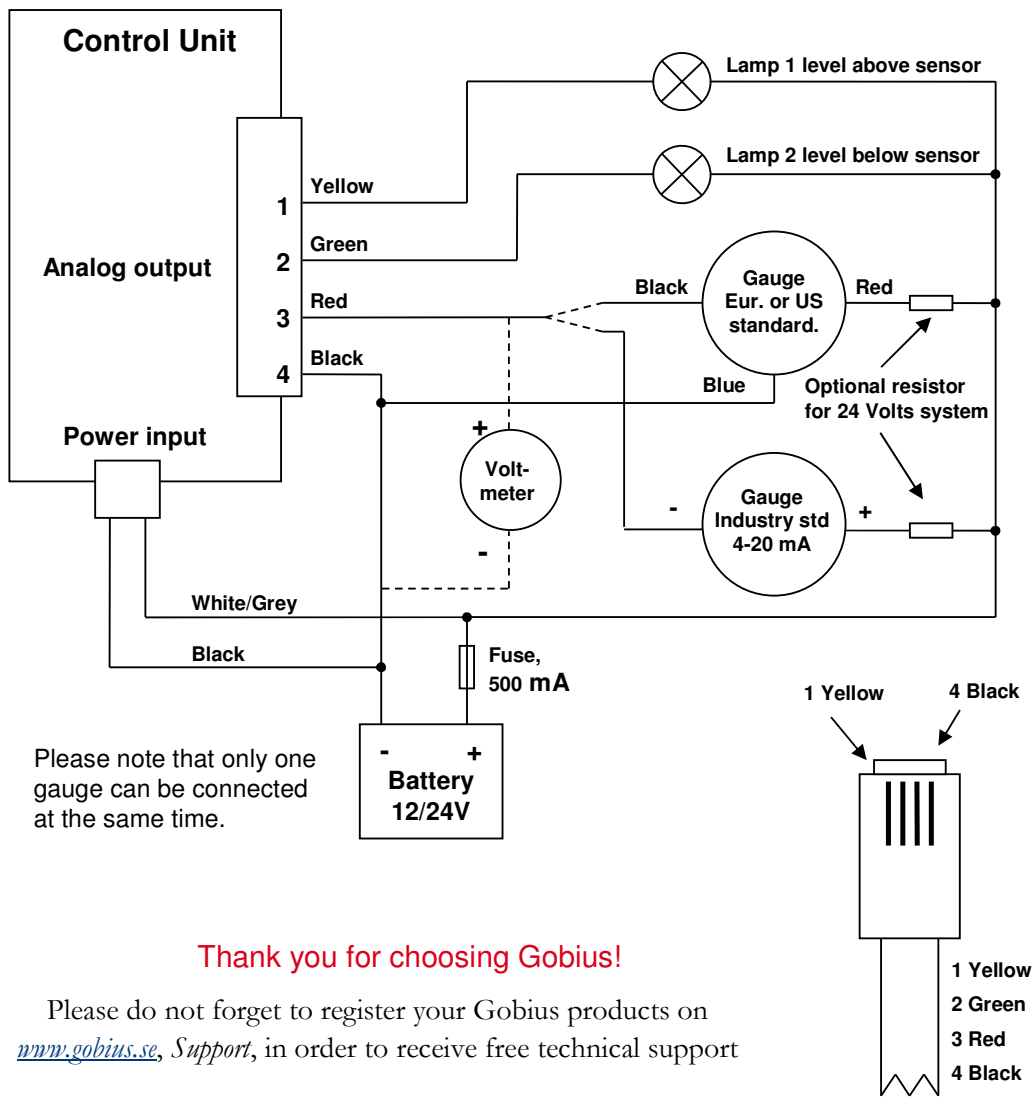 Control Unit
Lamp 1 level above sensor
Lamp 2 level below sensor
Yellow
1
Green
Analog output
2
Red
3
Black
4
Black
Gauge
Eur. or US
standard.
Red
Blue
Optional resistor
for 24 Volts system
Power input
+
Volt-
meter
-
-
Gauge
Industry std
4-20 mA
+
White/Grey
Black
Fuse,
500 mA
- +
Battery
12/24V
Please note that only one
gauge can be connected
at the same time.
1 Yellow
4 Black
1 Yellow
2 Green
3 Red
4 Black
Thank you for choosing Gobius!
Please do not forget to register your Gobius products on
www.gobius.se, Support, in order to receive free technical support